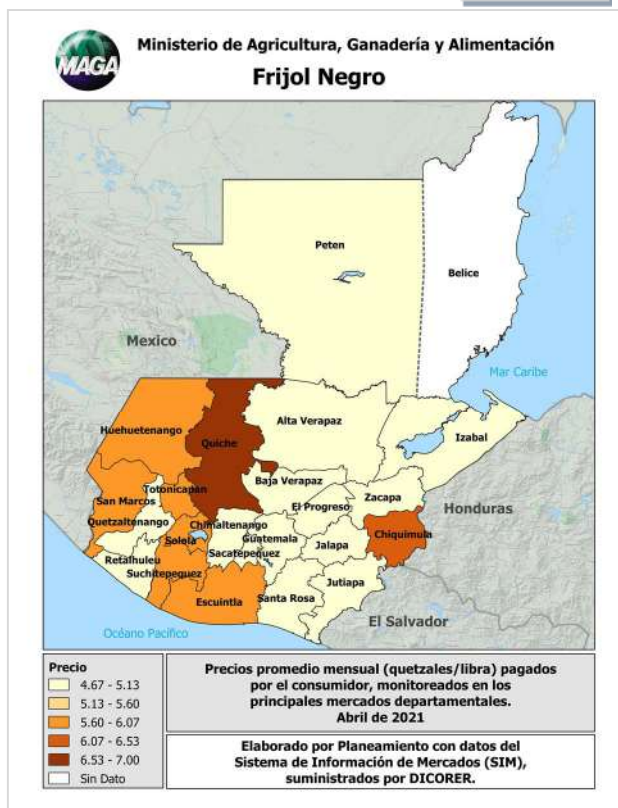 MAGA
Ministerio de Agricultura, Ganadería y Alimentación
Frijol Negro
Peten
Belice
Mexico
Mar Caribe
Huehuetenango
Quiche
Alta Verapaz
Izabal
San Marcos
Totonicapán
Baja Verapaz
Zacapa
Quetzaltenango
Chimaltenango
El Progreso
Honduras
Sololá
Guatemala
Chiquimula
Retalhuleu
Sacatepequez
Jalapa
Suchitepequez
Jutiapa
Escuintla
Santa Rosa
El Salvador
Océano Pacífico
Precio
4.67 - 5.13
5.13 - 5.60
5.60 - 6.07
6.07 - 6.53
6.53 - 7.00
Sin Dato
Precios promedio mensual (quetzales/libra) pagados
por el consumidor, monitoreados en los
principales mercados departamentales.
Abril de 2021
Elaborado por Planeamiento con datos del
Sistema de Información de Mercados (SIM),
suministrados por DICORER.